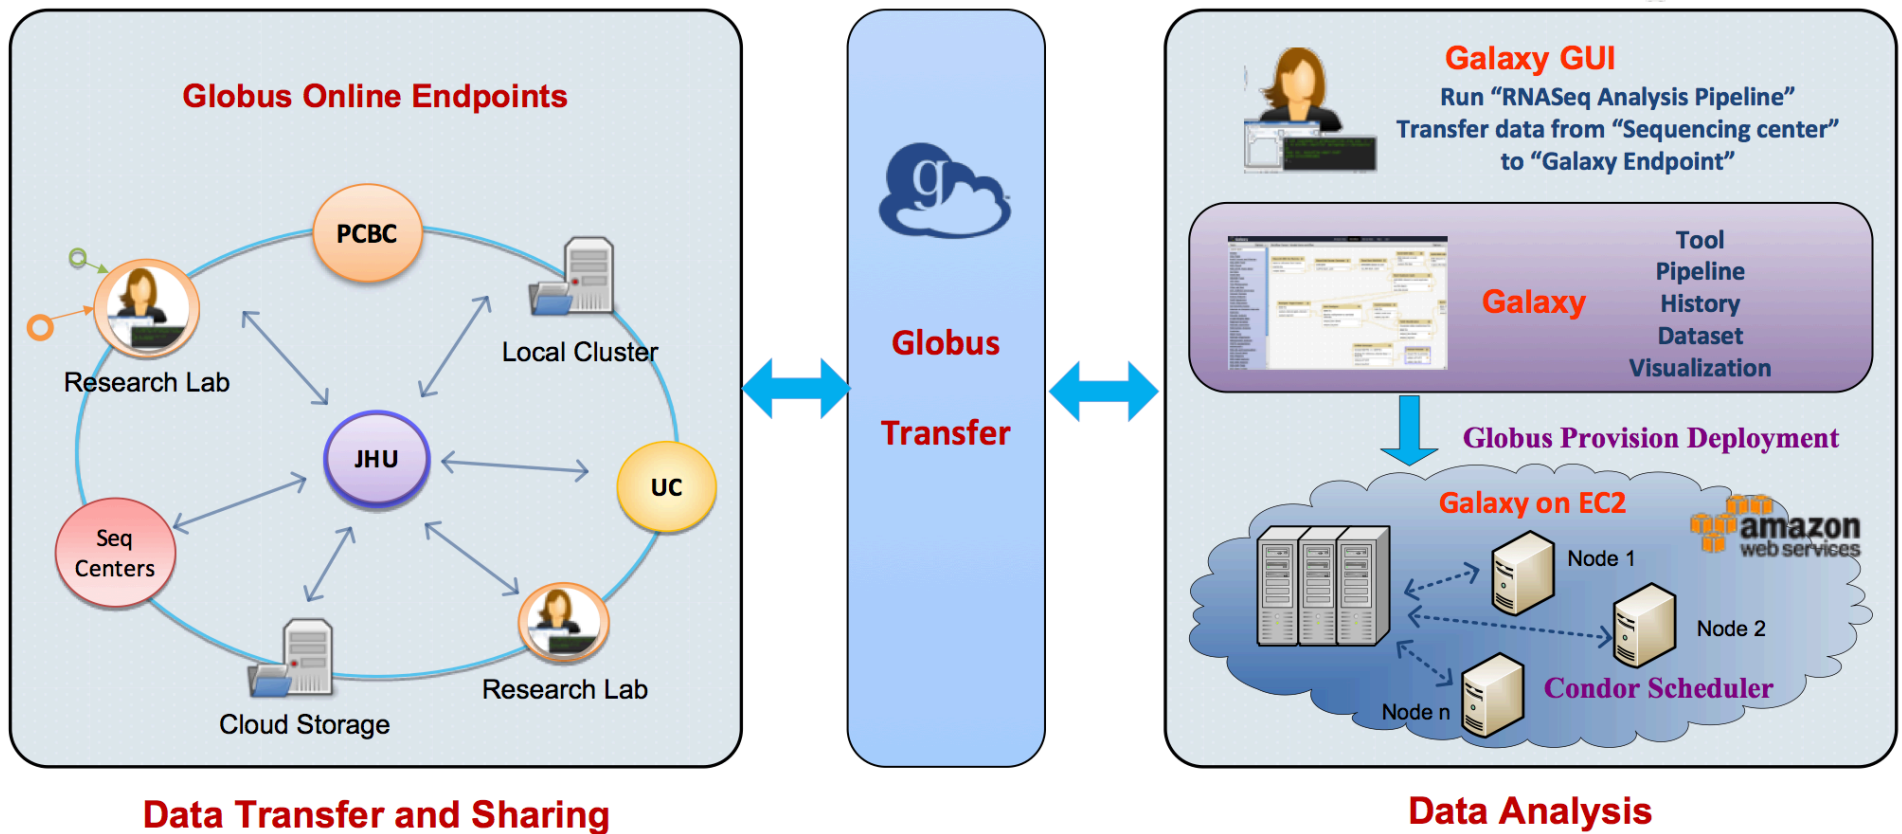 Globus Online Endpoints
PCBC
Local Cluster
Research Lab
JHU
UC
Seq
Centers
Research Lab
Cloud Storage
Data Transfer and Sharing
g
Globus
Transfer
Galaxy GUI
Run “RNASeq Analysis Pipeline”
Transfer data from “Sequencing center”
to “Galaxy Endpoint”
Galaxy
Tool
Pipeline
History
Dataset
Visualization
Globus Provision Deployment
Galaxy on EC2
amazon
web services
Node 1
Node 2
Condor Scheduler
Node n
Data Analysis